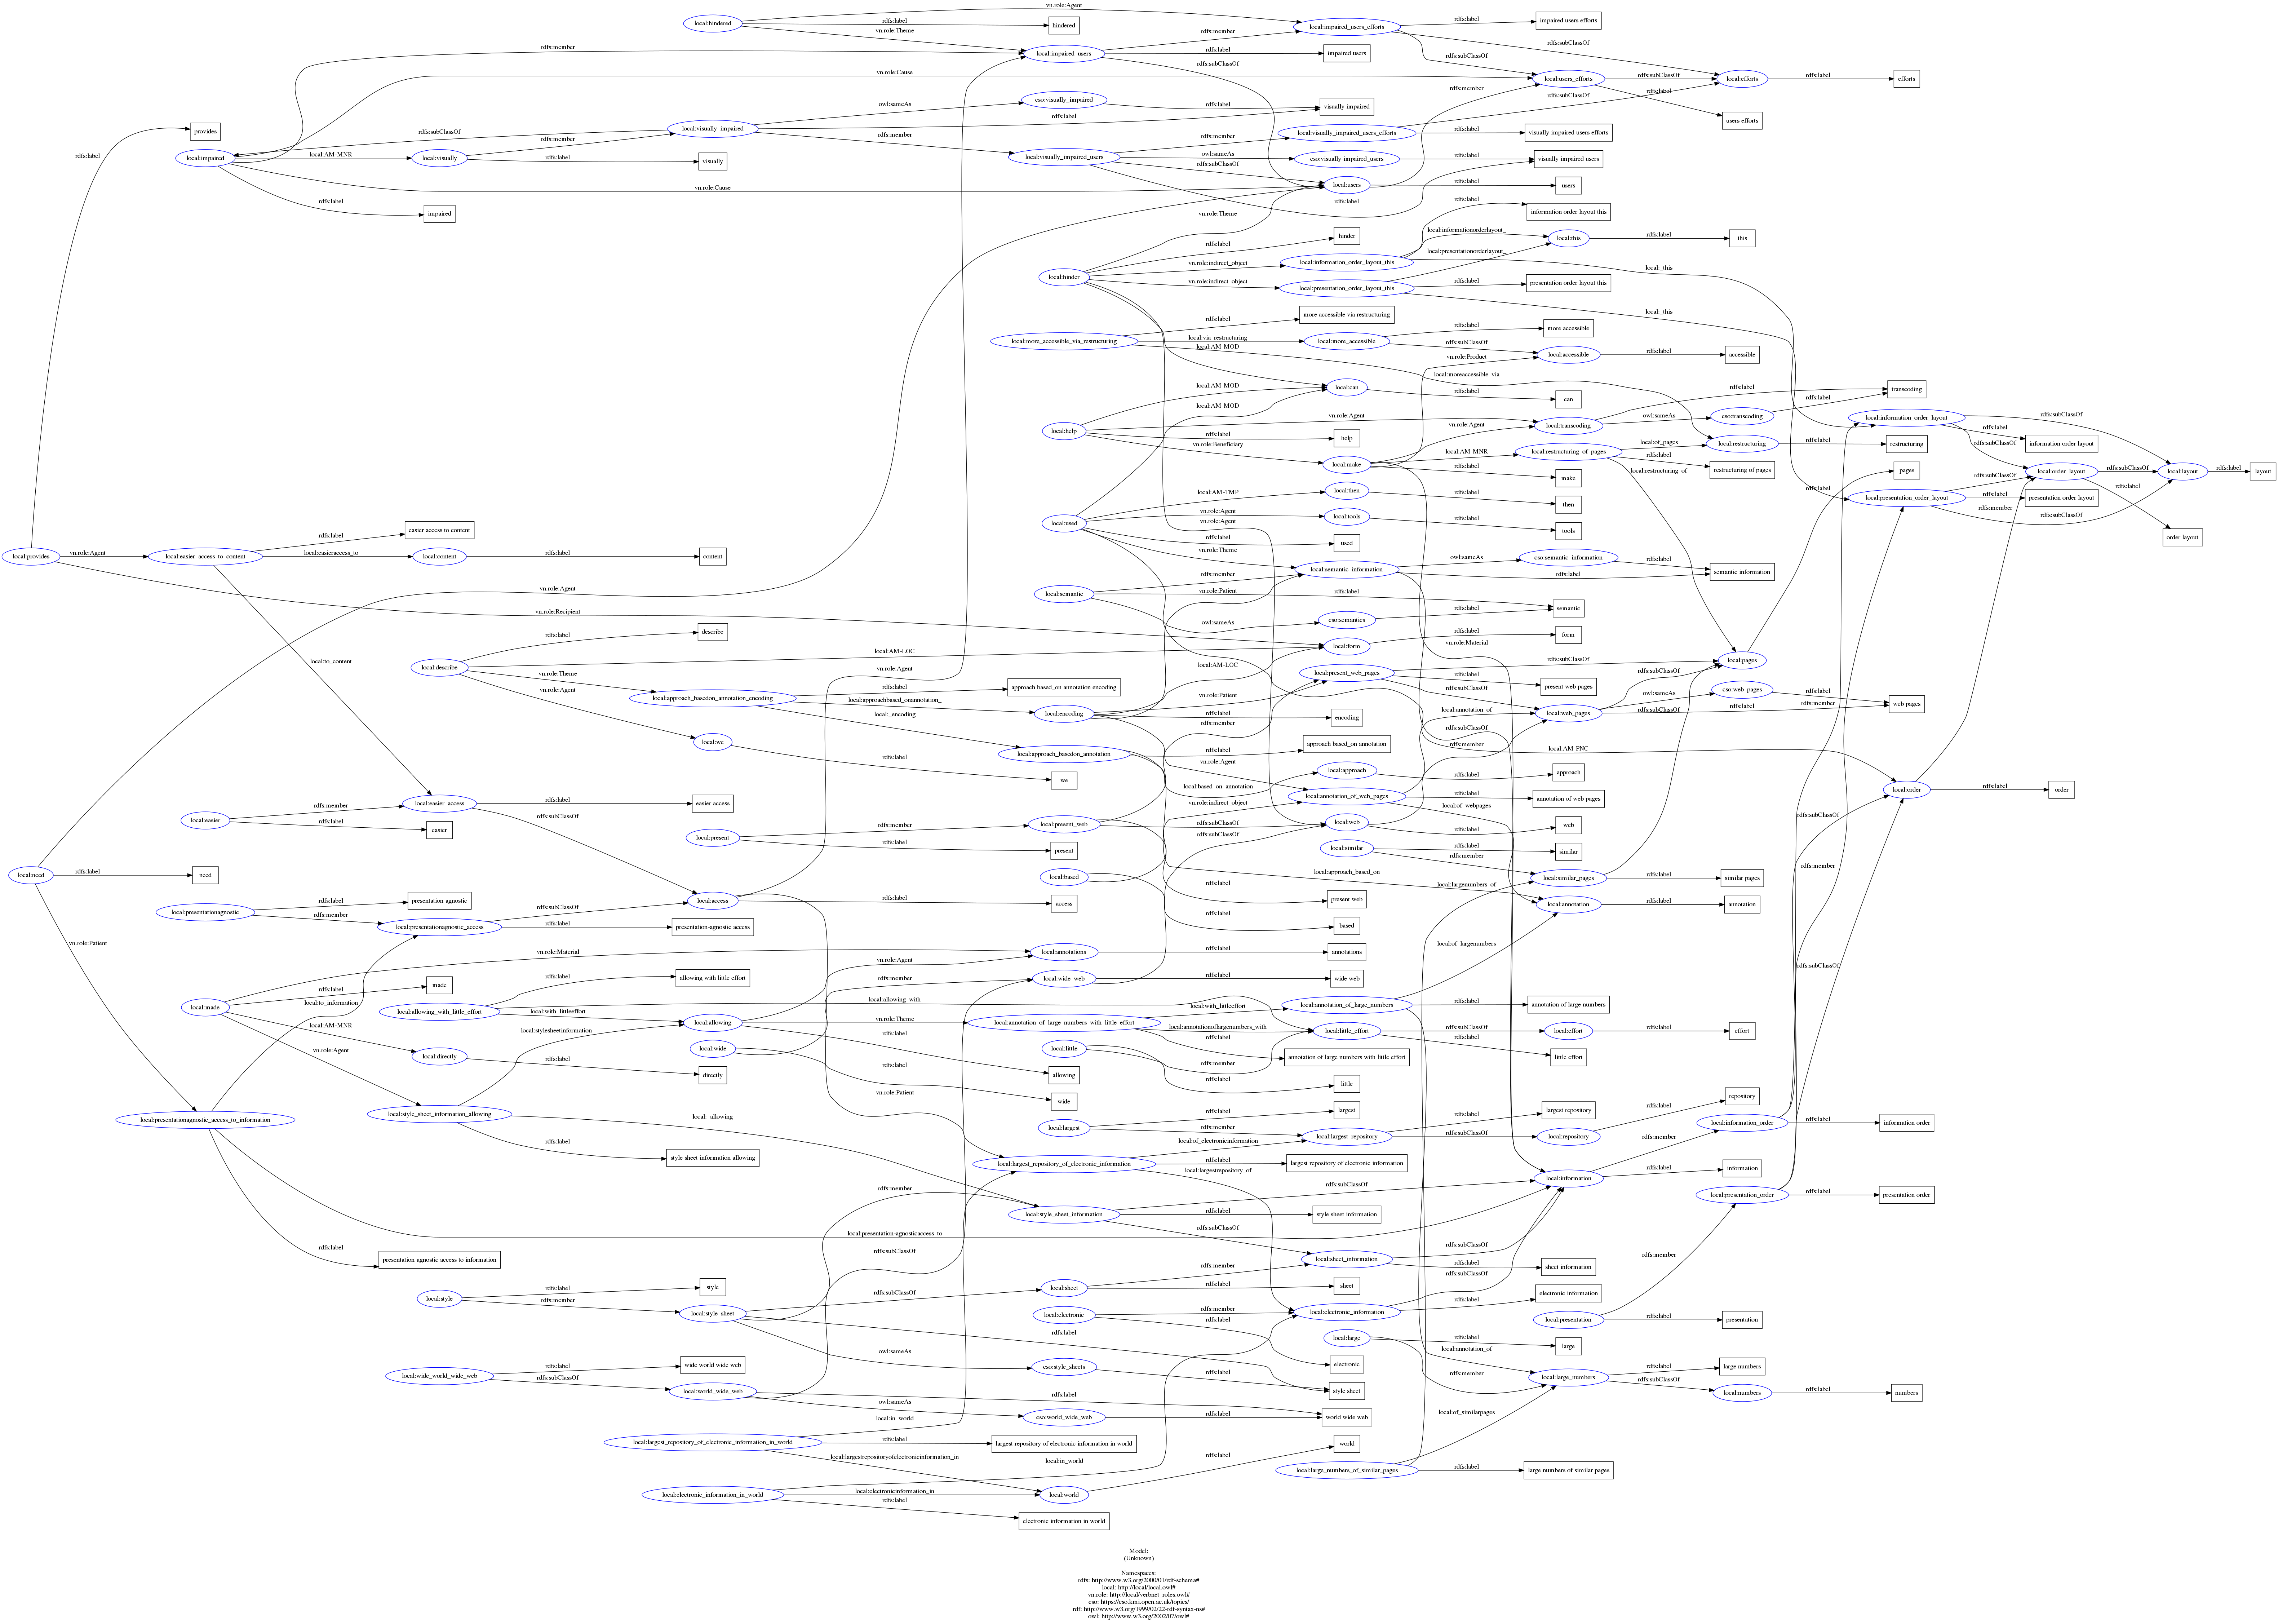 local:provides
local:need
rdfs:label
vn.role:Agent
rdfs:label
vn.role:Patient
provides
local:impaired
local:easier_access_to_content
local:easier
need
local:presentationagnostic
local:made
local:presentationagnostic_access_to_information
local:AM-MNR
rdfs:label
rdfs:label
local:easieraccess_to
local:to_content
rdfs:member
rdfs:label
rdfs:label
rdfs:member
rdfs:label
local:to_information
local:AM-MNR
vn.role:Agent
rdfs:label
local:visually
impaired
easier access to content
local:content
local:describe
local:easier_access
easier
presentation-agnostic
local:presentationagnostic_access
made
local:allowing_with_little_effort
local:directly
local:style_sheet_information_allowing
presentation-agnostic access to information
local:style
local:wide_world_wide_web
rdfs:member
rdfs:subClassOf
rdfs:member
rdfs:label
rdfs:label
rdfs:label
local:AM-LOC
vn.role:Recipient
vn.role:Theme
vn.role:Agent
rdfs:label
rdfs:subClassOf
rdfs:subClassOf
rdfs:label
vn.role:Material
rdfs:label
local:with_littleeffort
local:stylesheetinformation_
rdfs:label
local:_allowing
rdfs:label
rdfs:label
rdfs:member
rdfs:label
rdfs:subClassOf
local:hindered
local:visually_impaired
visually
content
describe
local:approach_basedon_annotation_encoding
local:we
easier access
local:present
local:access
presentation-agnostic access
allowing with little effort
local:allowing
local:wide
directly
style sheet information allowing
style
local:style_sheet
wide world wide web
local:world_wide_web
local:largest_repository_of_electronic_information_in_world
local:electronic_information_in_world
vn.role:Agent
rdfs:label
vn.role:Theme
vn.role:Cause
owl:sameAs
rdfs:label
rdfs:member
vn.role:Cause
vn.role:Agent
vn.role:Agent
rdfs:label
local:approachbased_onannotation_
local:_encoding
rdfs:label
rdfs:member
rdfs:label
rdfs:label
vn.role:Agent
rdfs:member
local:allowing_with
vn.role:Theme
rdfs:label
rdfs:label
vn.role:Patient
rdfs:member
local:presentation-agnosticaccess_to
rdfs:subClassOf
rdfs:subClassOf
rdfs:label
owl:sameAs
rdfs:label
owl:sameAs
local:in_world
rdfs:label
local:largestrepositoryofelectronicinformation_in
local:electronicinformation_in
rdfs:label
hindered
local:impaired_users
cso:visually_impaired
local:visually_impaired_users
local:hinder
local:more_accessible_via_restructuring
local:help
local:used
local:semantic
approach based_on annotation encoding
local:encoding
local:approach_basedon_annotation
we
local:present_web
present
local:based
access
local:annotations
local:wide_web
local:annotation_of_large_numbers_with_little_effort
local:little
allowing
wide
local:largest
local:largest_repository_of_electronic_information
local:style_sheet_information
local:sheet
local:electronic
cso:style_sheets
cso:world_wide_web
largest repository of electronic information in world
local:in_world
local:world
electronic information in world
rdfs:member
rdfs:label
rdfs:subClassOf
rdfs:label
rdfs:member
owl:sameAs
rdfs:subClassOf
vn.role:Theme
rdfs:label
vn.role:indirect_object
vn.role:indirect_object
rdfs:label
local:via_restructuring
local:AM-MOD
local:AM-MOD
local:AM-MOD
vn.role:Agent
rdfs:label
vn.role:Beneficiary
local:AM-TMP
vn.role:Agent
vn.role:Agent
rdfs:label
vn.role:Theme
rdfs:member
vn.role:Patient
owl:sameAs
local:AM-LOC
vn.role:Patient
rdfs:label
rdfs:member
rdfs:label
vn.role:Agent
local:based_on_annotation
vn.role:indirect_object
rdfs:subClassOf
rdfs:subClassOf
rdfs:label
rdfs:label
rdfs:label
rdfs:label
local:with_littleeffort
local:annotationoflargenumbers_with
rdfs:label
rdfs:member
rdfs:label
rdfs:label
rdfs:member
local:of_electronicinformation
rdfs:label
local:largestrepository_of
rdfs:label
rdfs:subClassOf
rdfs:member
rdfs:label
rdfs:member
rdfs:label
rdfs:label
rdfs:label
rdfs:label
local:impaired_users_efforts
impaired users
visually impaired
local:visually_impaired_users_efforts
cso:visually-impaired_users
local:users
rdfs:label
hinder
local:information_order_layout_this
local:presentation_order_layout_this
more accessible via restructuring
local:more_accessible
local:can
help
local:make
local:then
local:tools
used
local:semantic_information
rdfs:label
cso:semantics
local:form
local:present_web_pages
encoding
approach based_on annotation
local:approach
local:annotation_of_web_pages
local:web
local:similar
local:approach_based_on
present web
based
annotations
wide web
local:annotation_of_large_numbers
local:little_effort
annotation of large numbers with little effort
little
largest
local:largest_repository
largest repository of electronic information
style sheet information
local:sheet_information
sheet
local:electronic_information
local:large
electronic
style sheet
world wide web
world
local:large_numbers_of_similar_pages
rdfs:label
rdfs:subClassOf
rdfs:member
rdfs:label
rdfs:label
rdfs:label
rdfs:label
local:informationorderlayout_
local:presentationorderlayout_
rdfs:label
rdfs:label
rdfs:subClassOf
vn.role:Product
rdfs:label
vn.role:Agent
local:AM-MNR
rdfs:label
rdfs:label
rdfs:label
owl:sameAs
rdfs:label
rdfs:label
rdfs:label
vn.role:Material
rdfs:subClassOf
rdfs:label
rdfs:subClassOf
local:annotation_of
rdfs:subClassOf
rdfs:member
rdfs:label
rdfs:label
local:of_webpages
rdfs:label
rdfs:label
rdfs:member
local:largenumbers_of
local:of_largenumbers
rdfs:label
rdfs:subClassOf
rdfs:label
rdfs:label
rdfs:subClassOf
rdfs:subClassOf
rdfs:subClassOf
rdfs:label
rdfs:subClassOf
rdfs:label
rdfs:label
local:annotation_of
rdfs:member
local:of_similarpages
rdfs:label
impaired users efforts
local:users_efforts
visually impaired users efforts
visually impaired users
users
information order layout this
local:this
presentation order layout this
more accessible
local:accessible
can
local:transcoding
local:restructuring_of_pages
make
then
tools
cso:semantic_information
semantic
form
present web pages
local:web_pages
approach
annotation of web pages
web
similar
local:similar_pages
local:annotation
annotation of large numbers
local:effort
little effort
largest repository
local:repository
local:information
sheet information
electronic information
local:presentation
large
local:large_numbers
large numbers of similar pages
rdfs:subClassOf
rdfs:subClassOf
rdfs:label
rdfs:subClassOf
rdfs:label
local:_this
local:_this
rdfs:label
local:moreaccessible_via
owl:sameAs
local:of_pages
rdfs:label
local:restructuring_of
rdfs:label
rdfs:subClassOf
owl:sameAs
rdfs:subClassOf
local:AM-PNC
rdfs:label
rdfs:label
rdfs:label
rdfs:label
rdfs:member
rdfs:label
rdfs:member
rdfs:label
rdfs:label
rdfs:subClassOf
local:efforts
users efforts
this
accessible
rdfs:label
cso:transcoding
local:restructuring
restructuring of pages
semantic information
local:pages
cso:web_pages
rdfs:label
similar pages
annotation
effort
repository
local:information_order
information
local:presentation_order
presentation
large numbers
local:numbers
rdfs:label
rdfs:label
rdfs:label
rdfs:label
rdfs:label
rdfs:member
rdfs:subClassOf
rdfs:member
rdfs:subClassOf
rdfs:label
rdfs:label
rdfs:label
efforts
transcoding
local:information_order_layout
restructuring
pages
local:presentation_order_layout
web pages
local:order
information order
presentation order
numbers
rdfs:subClassOf
rdfs:label
rdfs:subClassOf
rdfs:subClassOf
rdfs:label
rdfs:member
rdfs:subClassOf
rdfs:label
information order layout
local:order_layout
presentation order layout
order
rdfs:subClassOf
rdfs:label
local:layout
order layout
rdfs:label
layout
Model:
(Unknown)
Namespaces:
rdfs: http://www.w3.org/2000/01/rdf-schema#
local: http://local/local.owl#
vn.role: http://local/verbnet_roles.owl#
cso: https://cso.kmi.open.ac.uk/topics/
rdf: http://www.w3.org/1999/02/22-rdf-syntax-ns#
owl: http://www.w3.org/2002/07/owl#